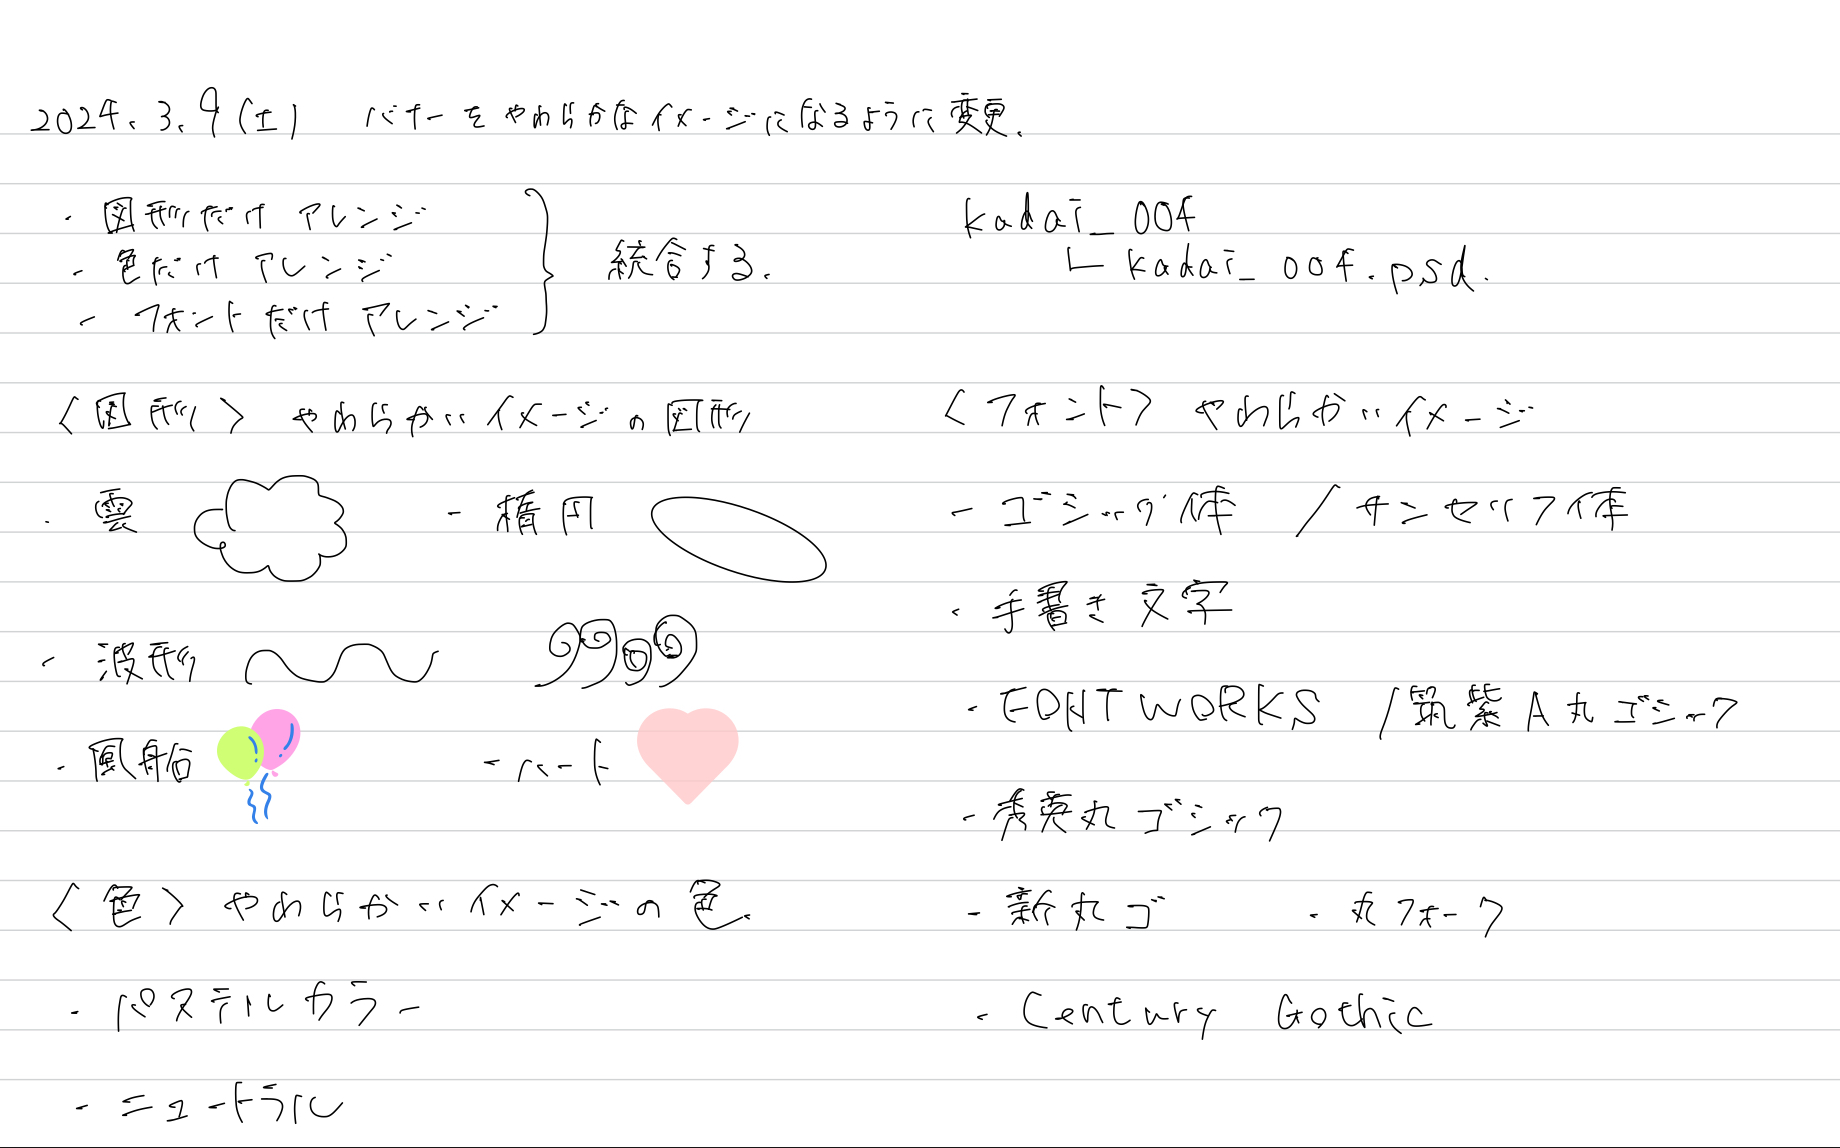 2024.3.9(土) バナーをやわらかなイメージになるように変更.
・図形だけ アレンジ
・色だけ アレンジ
・フォントだけ アレンジ
統合する.
kadai_004
└ kadai_004.psd.
〈図形〉 やわらかいイメージの図形
・雲 ・楕円
・波形
・風船 ・ハート
〈色〉 やわらかいイメージの色.
・パステルカラー
・ニュートラル
〈フォント〉 やわらかいイメージ
・ゴシック体 / サンセリフ体
・手書き文字
・FONTWORKS / 筑紫A丸ゴシック
・秀英丸ゴシック
・新丸ゴ ・丸フォーク
・Century Gothic